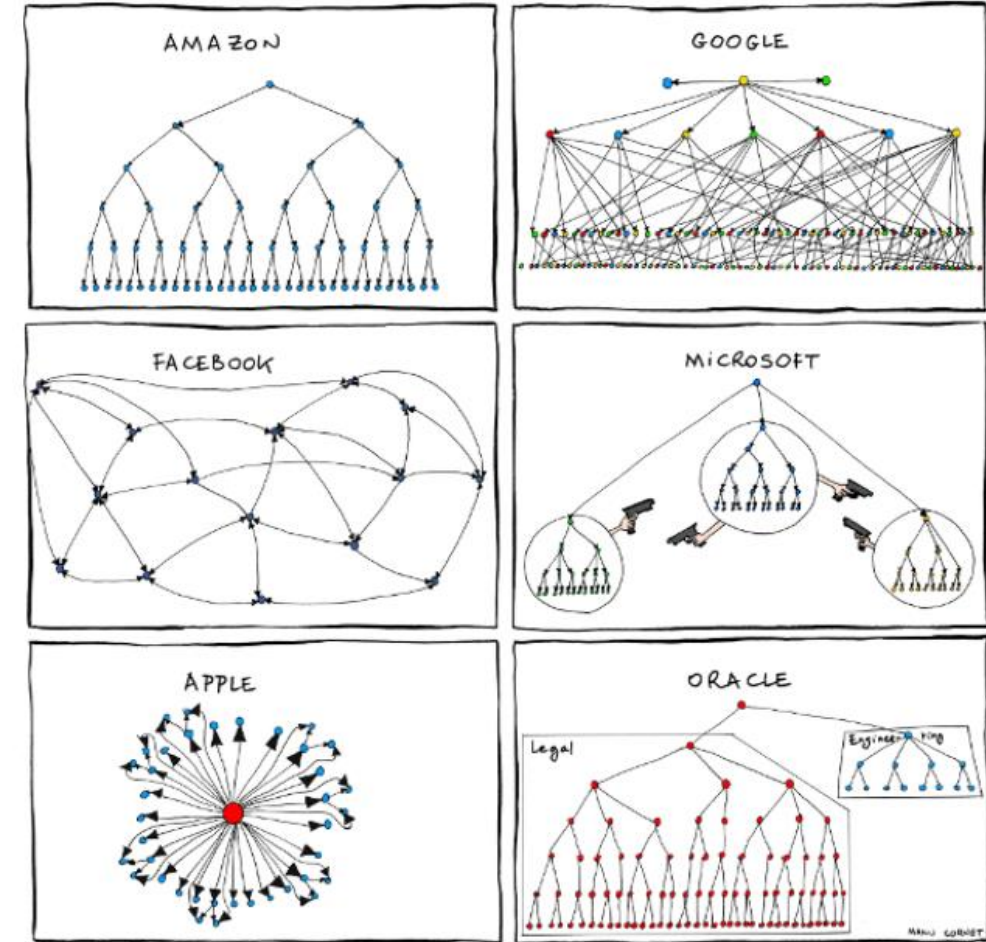 AMAZON
GOOGLE
FACEBOOK
MiCROSOFT
APPLE
ORACLE
Legal
Engineering
MANU CORNET